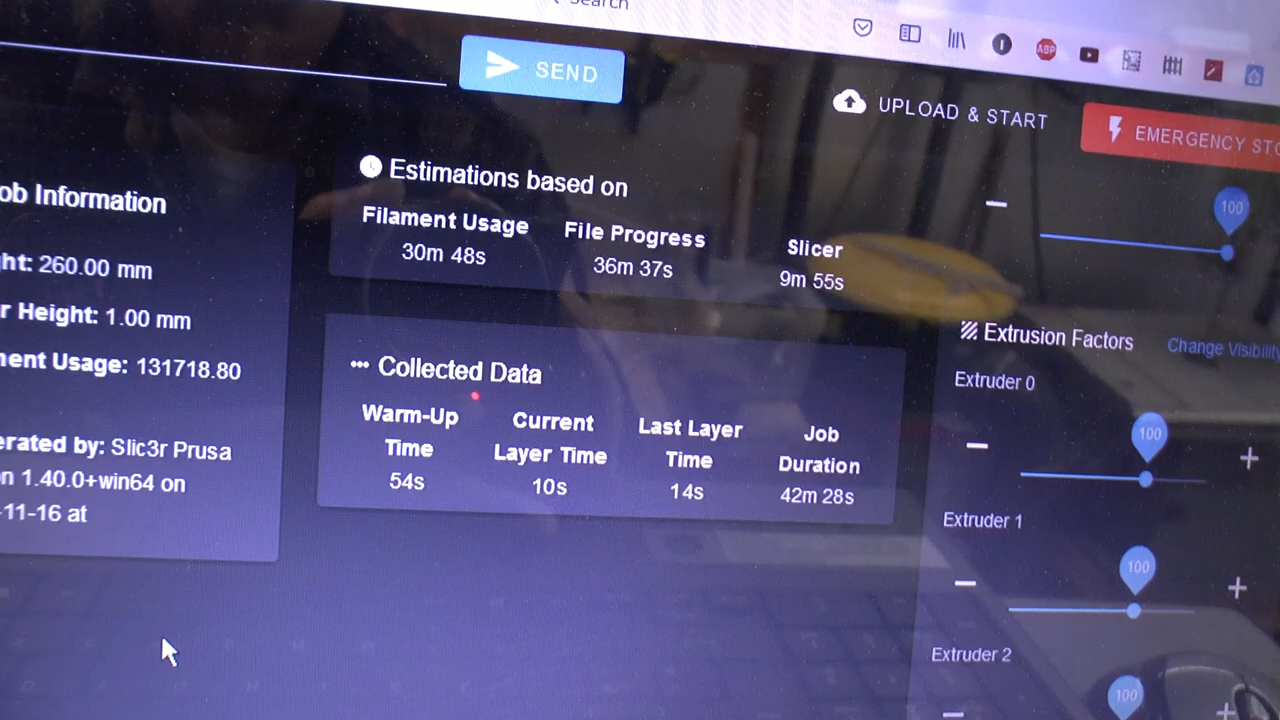 Search
SEND
UPLOAD & START
EMERGENCY STO
ABP
ob Information
ght: 260.00 mm
r Height: 1.00 mm
ment Usage: 131718.80
erated by: Slic3r Prusa
n 1.40.0+win64 on
-11-16 at
Estimations based on
Filament Usage
30m 48s
File Progress
36m 37s
Slicer
9m 55s
Collected Data
Warm-Up
Time
54s
Current
Layer Time
10s
Last Layer
Time
14s
Job
Duration
42m 28s
100
Extrusion Factors
Change Visibility
Extruder 0
100
Extruder 1
100
Extruder 2
100